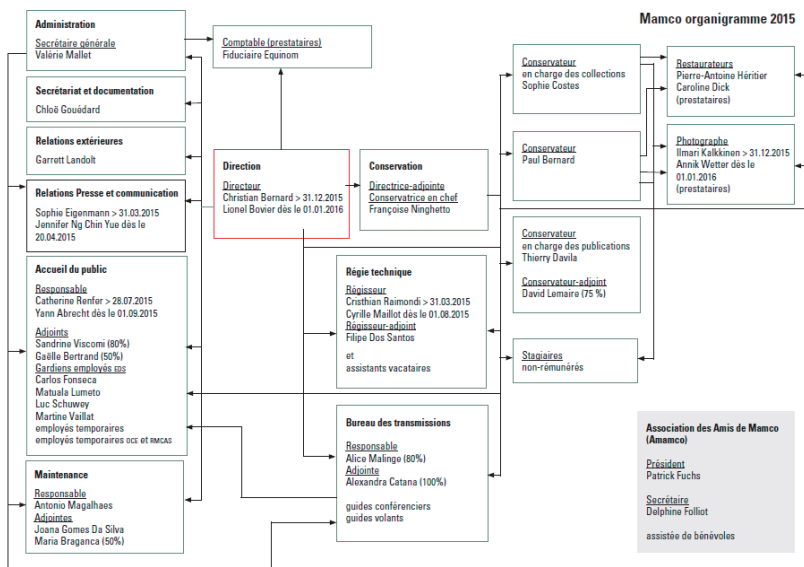 Mamco organigramme 2015
Administration
Secrétaire générale
Valérie Mallet
Comptable (prestataires)
Fiduciaire Equinom
Secrétariat et documentation
Chloë Gouédard
Relations extérieures
Garrett Landolt
Relations Presse et communication
Sophie Eigenmann > 31.03.2015
Jennifer Ng Chin Yue dès le
20.04.2015
Accueil du public
Responsable
Catherine Renfer > 28.07.2015
Yann Abrecht dès le 01.09.2015
Adjoints
Sandrine Viscomi (80%)
Gaëlle Bertrand (50%)
Gardiens employés EDS
Carlos Fonseca
Matuala Lumeto
Luc Schuwey
Martine Vaillat
employés temporaires
employés temporaires OCE et RMCAS
Maintenance
Responsable
Antonio Magalhaes
Adjointes
Joana Gomes Da Silva
Maria Braganca (50%)
Direction
Directeur
Christian Bernard > 31.12.2015
Lionel Bovier dès le 01.01.2016
Conservation
Directrice-adjointe
Conservatrice en chef
Françoise Ninghetto
Régie technique
Régisseur
Cristhian Raimondi > 31.03.2015
Cyrille Maillot dès le 01.08.2015
Régisseur-adjoint
Filipe Dos Santos
et
assistants vacataires
Bureau des transmissions
Responsable
Alice Malinge (80%)
Adjointe
Alexandra Catana (100%)
guides conférenciers
guides volants
Conservateur
en charge des collections
Sophie Costes
Conservateur
Paul Bernard
Conservateur
en charge des publications
Thierry Davila
Conservateur-adjoint
David Lemaire (75 %)
Stagiaires
non-rémunérés
Restaurateurs
Pierre-Antoine Héritier
Caroline Dick
(prestataires)
Photographe
Ilmari Kalkkinen > 31.12.2015
Annik Wetter dès le
01.01.2016
(prestataires)
Association des Amis de Mamco
(Amamco)
Président
Patrick Fuchs
Secrétaire
Delphine Folliot
assistée de bénévoles